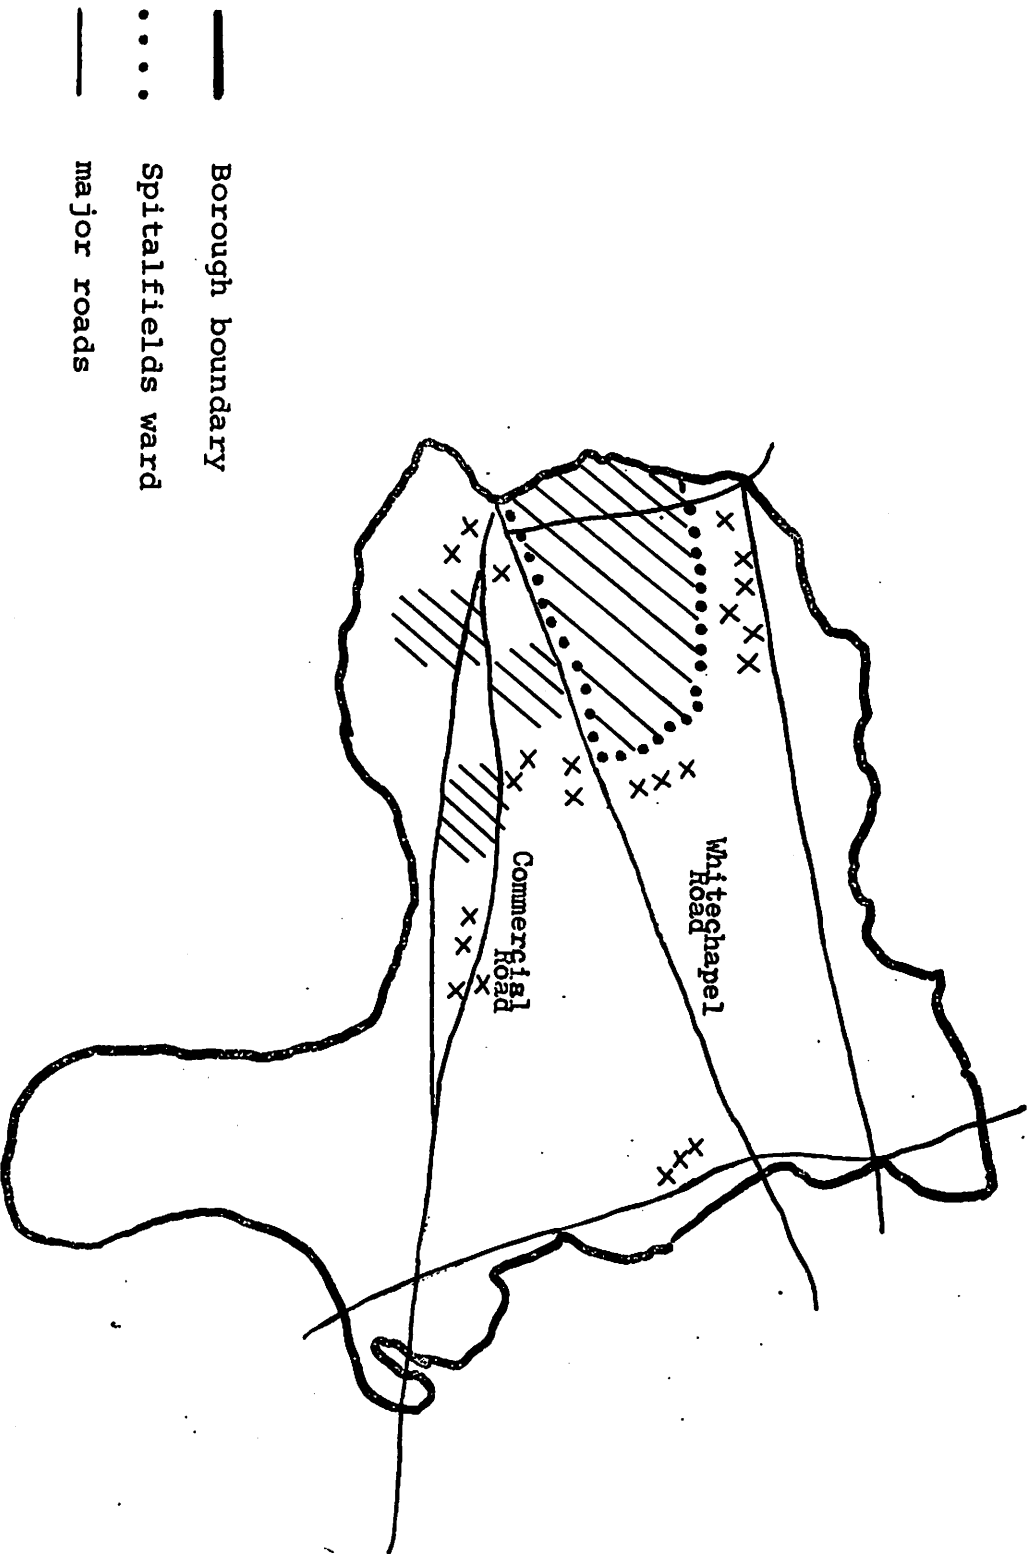 Borough boundary
Spitalfields ward
major roads
Whitechapel
Road
Commercial
Road